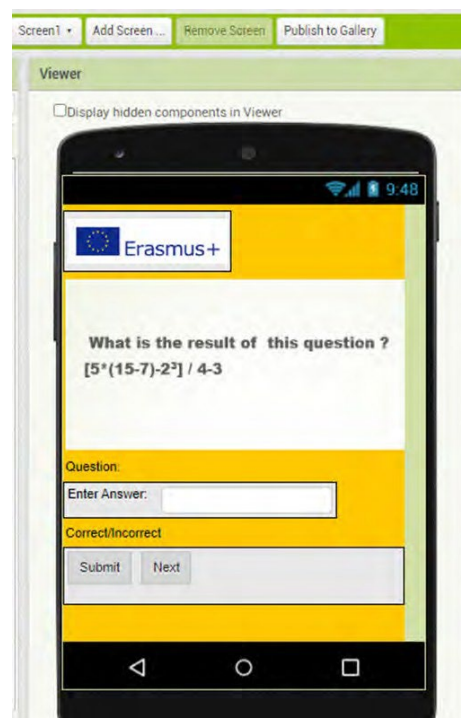 Screen1 Add Screen ... Remove Screen Publish to Gallery
Viewer
Display hidden components in Viewer
9:48
Erasmus+
What is the result of this question ?
[5*(15-7)-2³] / 4-3
Question:
Enter Answer:
Correct/Incorrect
Submit Next